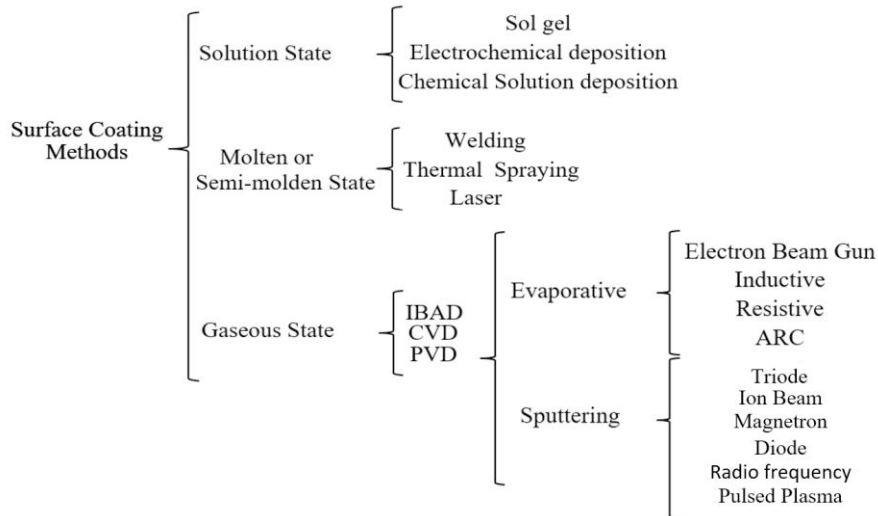 Surface Coating
Methods
Solution State
Sol gel
Electrochemical deposition
Chemical Solution deposition
Molten or
Semi-molden State
Welding
Thermal Spraying
Laser
Gaseous State
IBAD
CVD
PVD
Evaporative
Electron Beam Gun
Inductive
Resistive
ARC
Sputtering
Triode
Ion Beam
Magnetron
Diode
Radio frequency
Pulsed Plasma